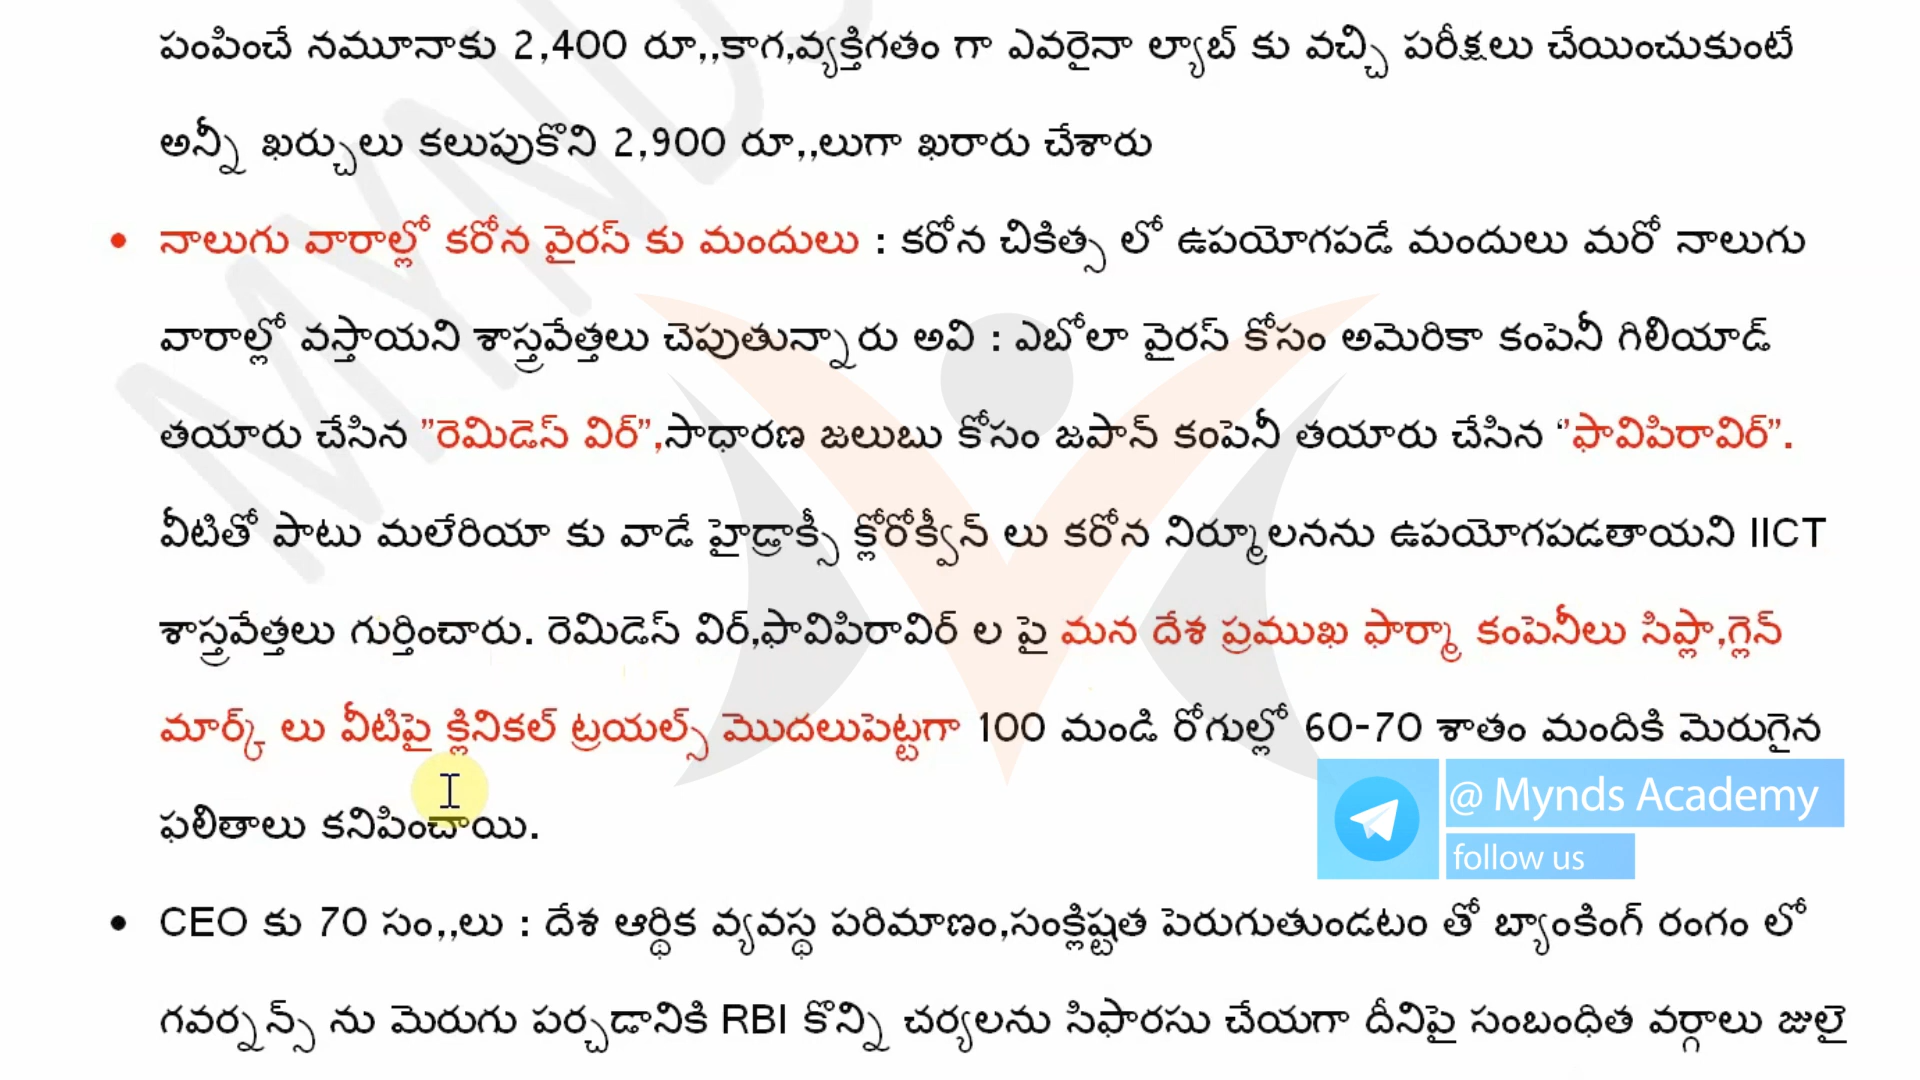 పంపించే నమూనాకు 2,400 రూ,,కాగ,వ్యక్తిగతం గా ఎవరైనా ల్యాబ్ కు వచ్చి పరీక్షలు చేయించుకుంటే
అన్నీ ఖర్చులు కలుపుకొని 2,900 రూ,,లుగా ఖరారు చేశారు
• నాలుగు వారాల్లో కరోన వైరస్ కు మందులు : కరోన చికిత్స లో ఉపయోగపడే మందులు మరో నాలుగు
వారాల్లో వస్తాయని శాస్త్రవేత్తలు చెపుతున్నారు అవి : ఎబోలా వైరస్ కోసం అమెరికా కంపెనీ గిలియాడ్
తయారు చేసిన "రెమిడెస్ విర్",సాధారణ జలుబు కోసం జపాన్ కంపెనీ తయారు చేసిన "ఫావిపిరావిర్".
వీటితో పాటు మలేరియా కు వాడే హైడ్రాక్సీ క్లోరోక్వీన్ లు కరోన నిర్మూలనను ఉపయోగపడతాయని IICT
శాస్త్రవేత్తలు గుర్తించారు. రెమిడెస్ విర్,ఫావిపిరావిర్ ల పై మన దేశ ప్రముఖ ఫార్మా కంపెనీలు సిప్లా,గ్లెన్
మార్క్ లు వీటిపై క్లినికల్ ట్రయల్స్ మొదలుపెట్టగా 100 మండి రోగుల్లో 60-70 శాతం మందికి మెరుగైన
ఫలితాలు కనిపించాయి.
@ Mynds Academy
follow us
• CEO కు 70 సం,,లు : దేశ ఆర్థిక వ్యవస్థ పరిమాణం,సంక్లిష్టత పెరుగుతుండటం తో బ్యాంకింగ్ రంగం లో
గవర్నన్స్ ను మెరుగు పర్చడానికి RBI కొన్ని చర్యలను సిఫారసు చేయగా దీనిపై సంబంధిత వర్గాలు జులై